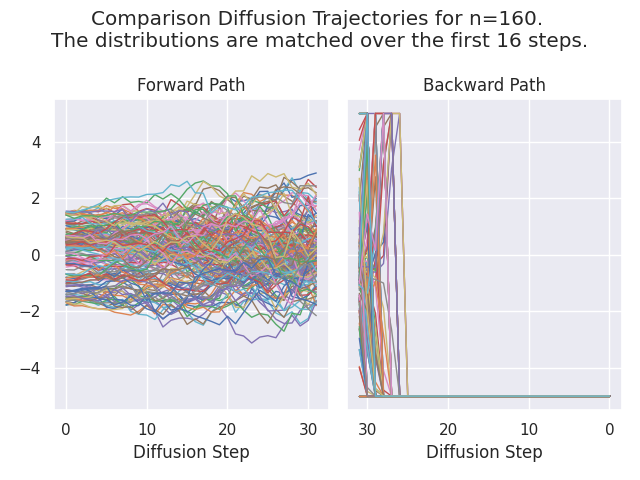 Comparison Diffusion Trajectories for n=160.
The distributions are matched over the first 16 steps.
Forward Path
Backward Path
4
2
0
−2
−4
0 10 20 30
30 20 10 0
Diffusion Step
Diffusion Step